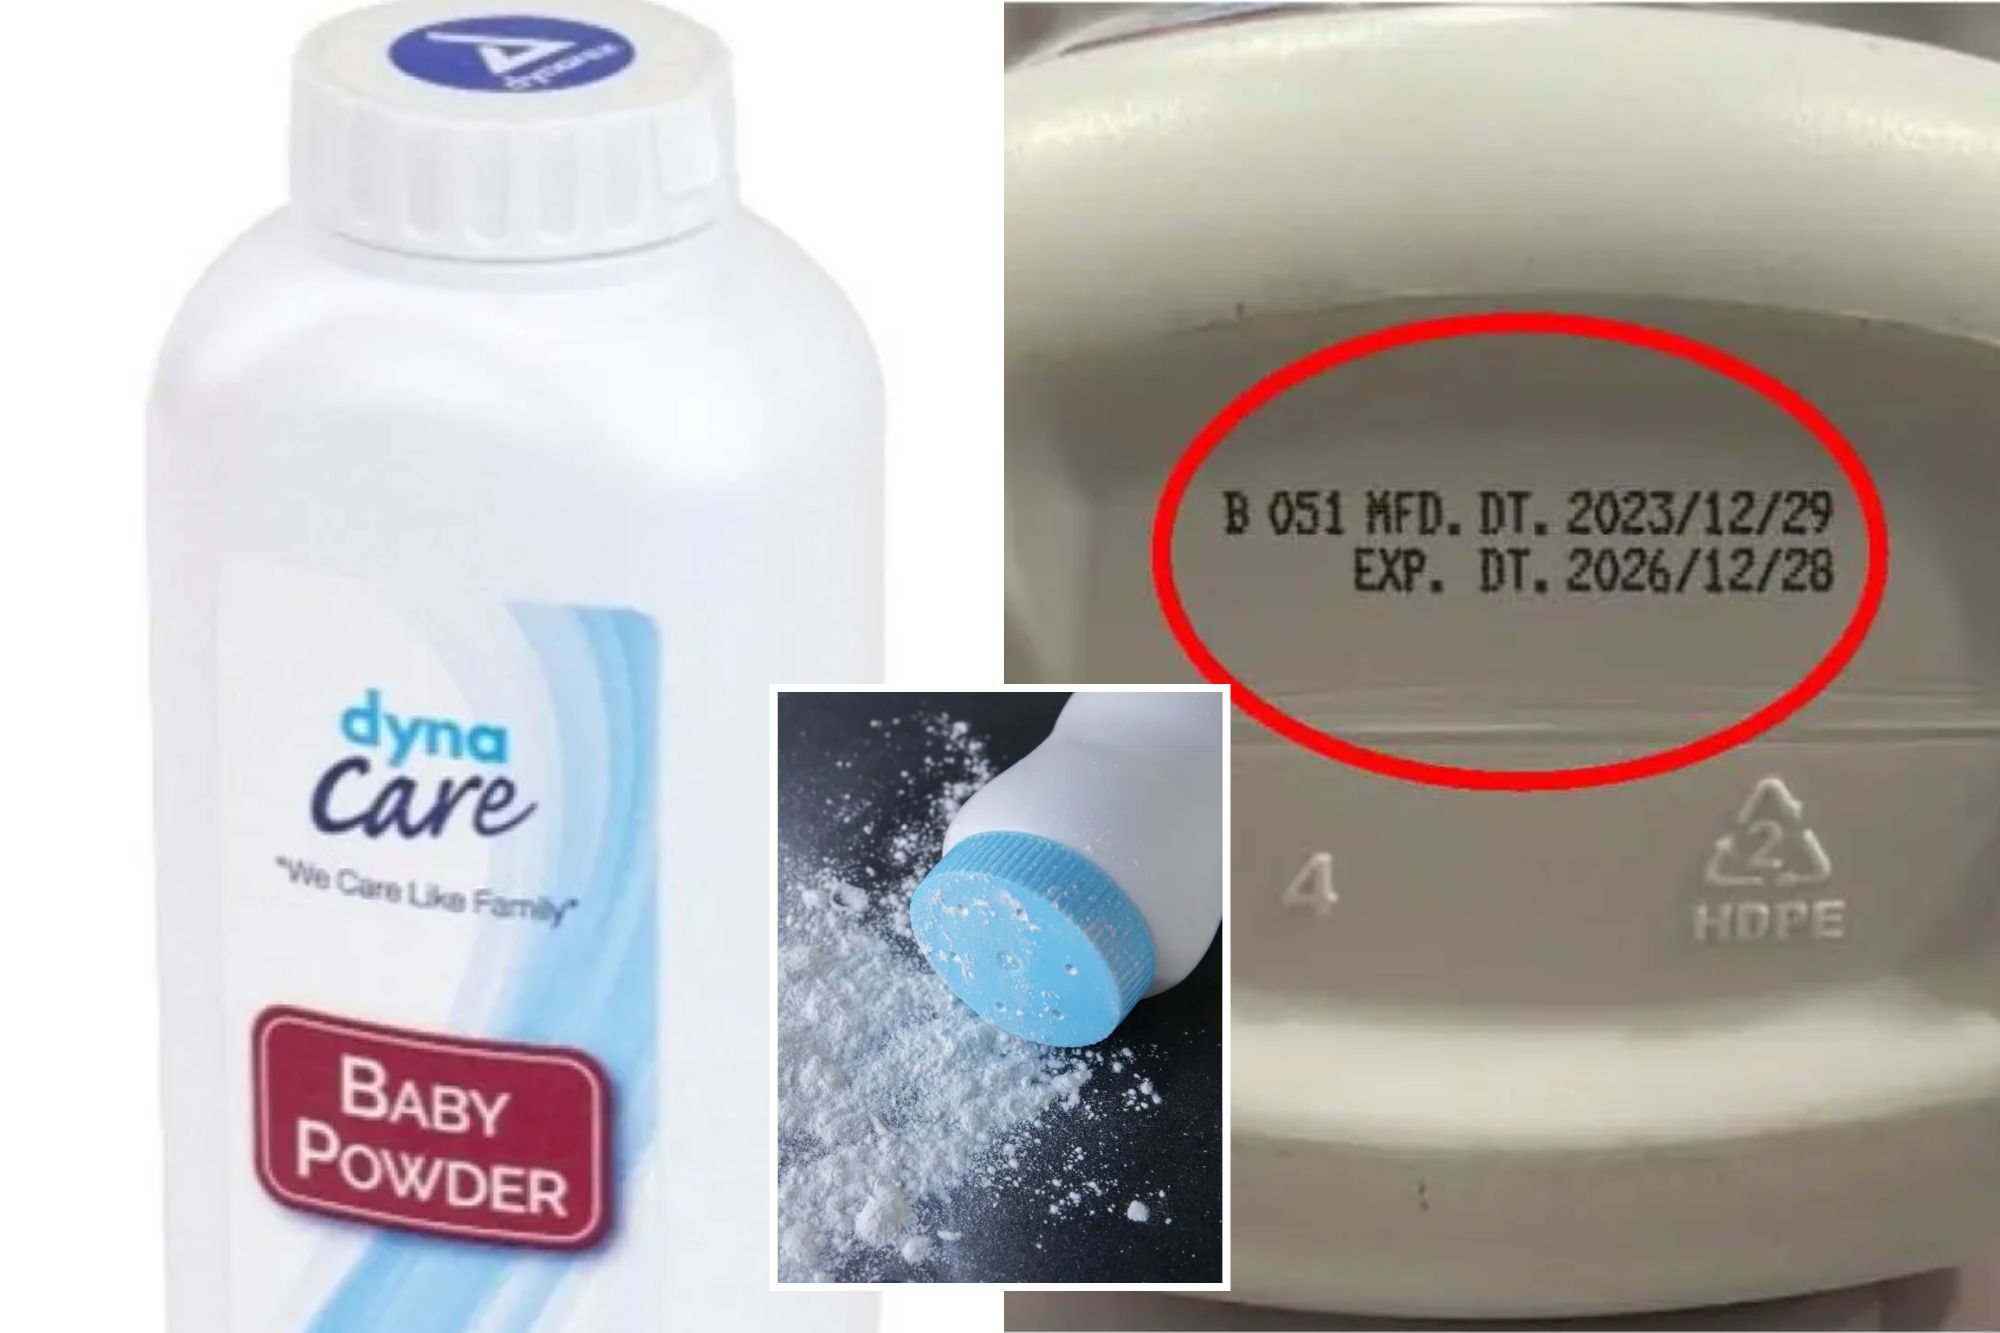 dynarex
dyna
care
"We Care Like Family"
BABY
POWDER
B 051 MFD. DT. 2023/12/29
EXP. DT. 2026/12/28
4
2
HDPE